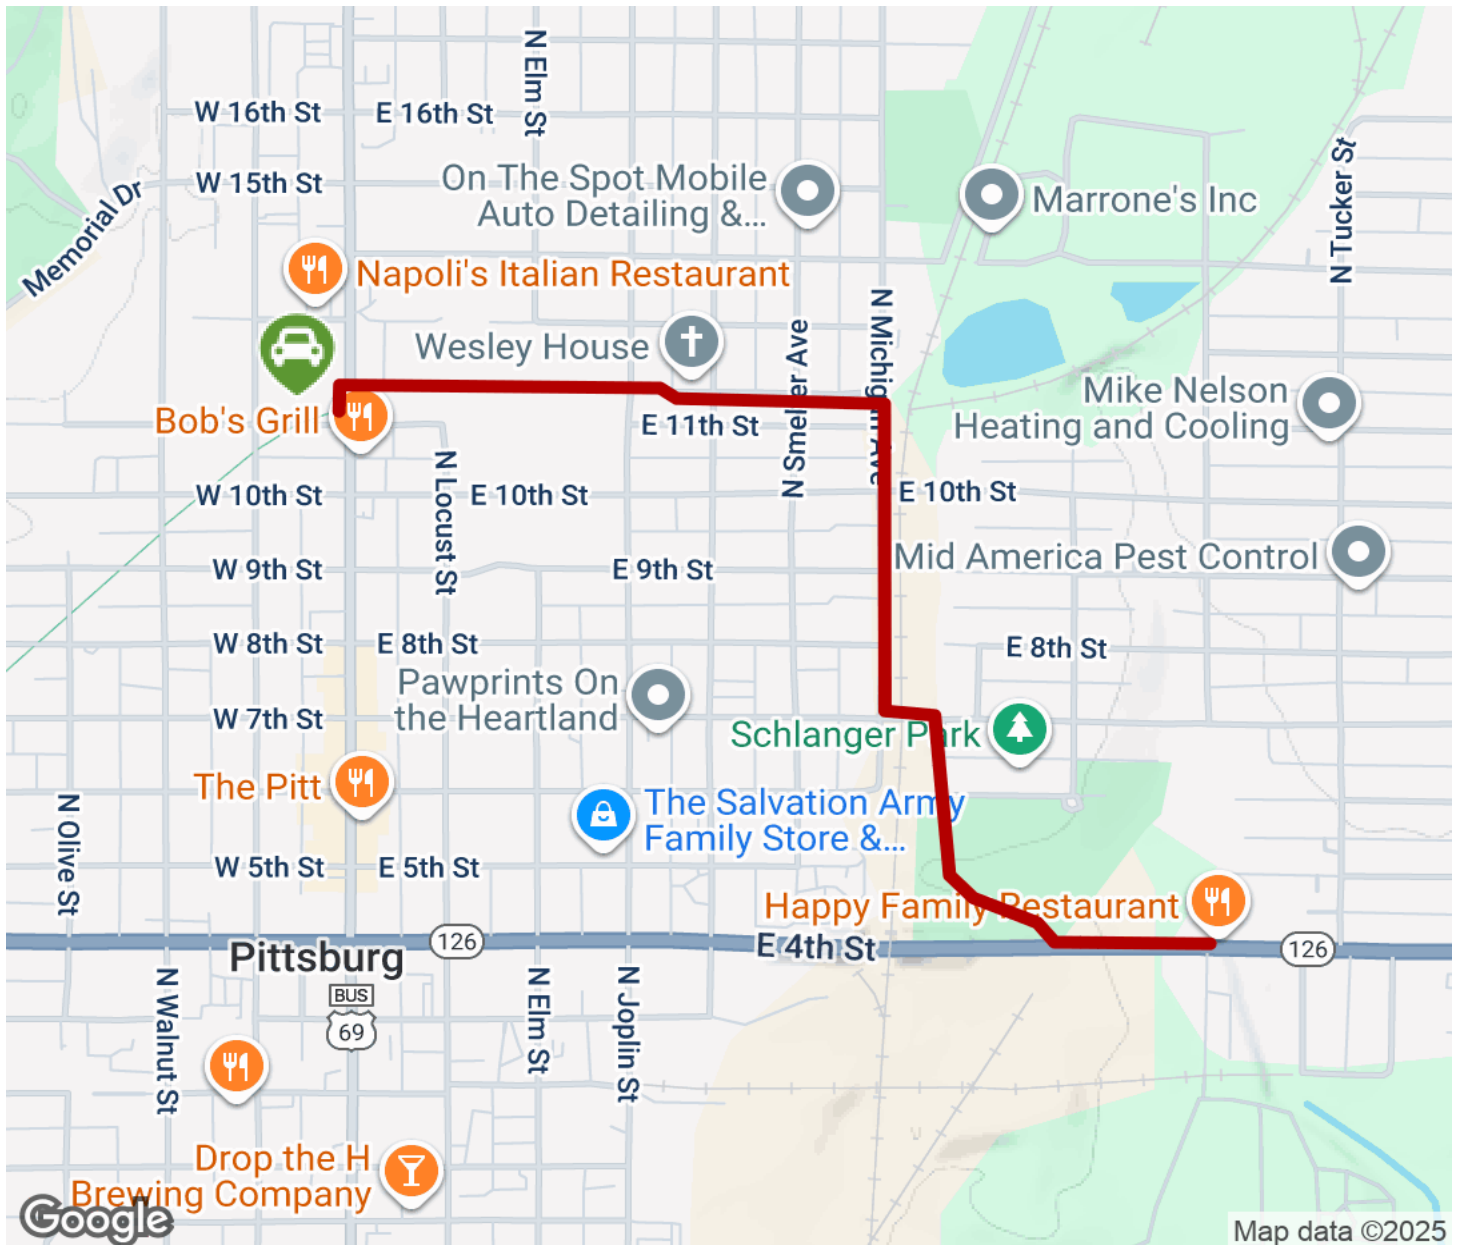 N Elm St
W 16th St
E 16th St
W 15th St
Memorial Dr
On The Spot Mobile
Auto Detailing &...
Marrone's Inc
N Tucker St
Napoli's Italian Restaurant
Wesley House
N Smelter Ave
N Michigan Ave
Bob's Grill
E 11th St
Mike Nelson
Heating and Cooling
N Locust St
W 10th St
E 10th St
E 10th St
W 9th St
E 9th St
Mid America Pest Control
W 8th St
E 8th St
E 8th St
Pawprints On
the Heartland
W 7th St
Schlanger Park
The Pitt
N Olive St
The Salvation Army
Family Store &...
W 5th St
E 5th St
Happy Family Restaurant
Pittsburg
126
E 4th St
126
BUS
69
N Walnut St
N Elm St
N Joplin St
Drop the H
Brewing Company
Google
Map data ©2025